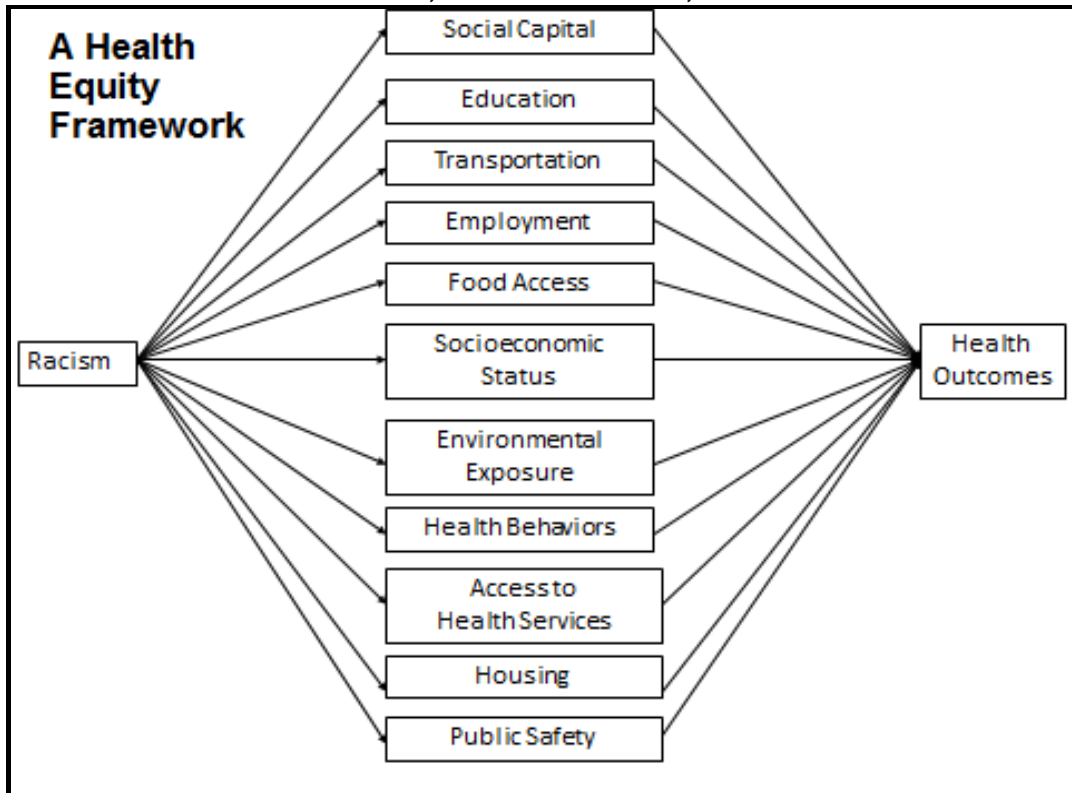 A Health
Equity
Framework
Social Capital
Education
Transportation
Employment
Food Access
Socioeconomic
Status
Racism
Health
Outcomes
Environmental
Exposure
Health Behaviors
Access to
Health Services
Housing
Public Safety